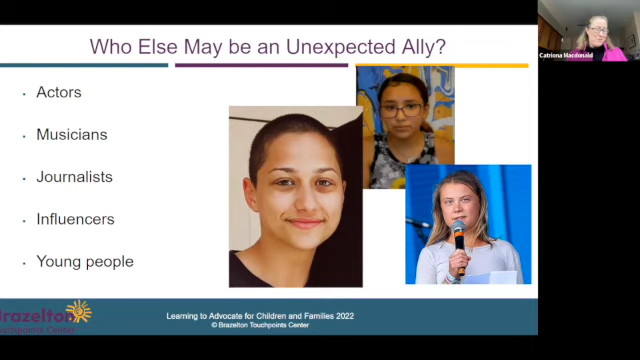 Who Else May be an Unexpected Ally?
Catriona Macdonald
Actors
Musicians
Journalists
Influencers
Young people
Brazelton
Touchpoints Center
Learning to Advocate for Children and Families 2022
© Brazelton Touchpoints Center